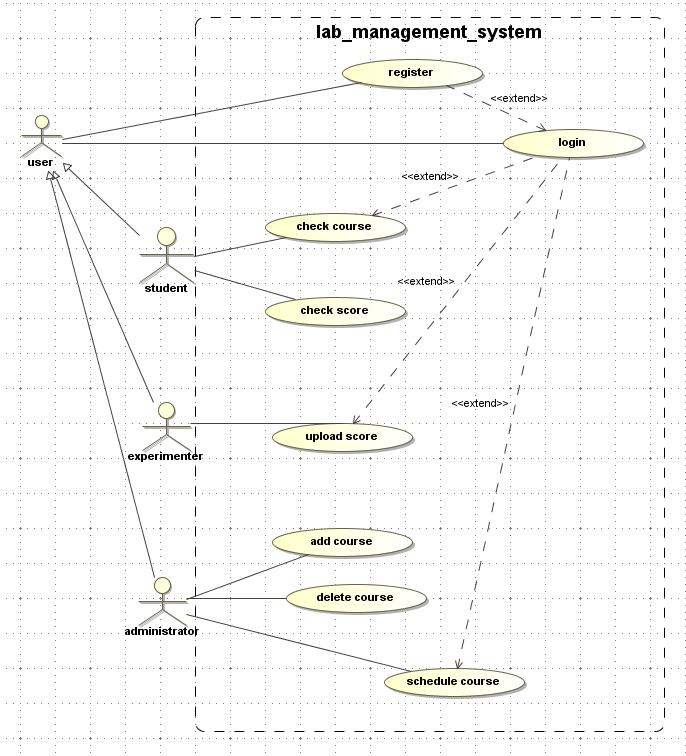 lab_management_system
register
<<extend>>
login
user
<<extend>>
check course
student
<<extend>>
check score
<<extend>>
upload score
experimenter
add course
delete course
administrator
schedule course